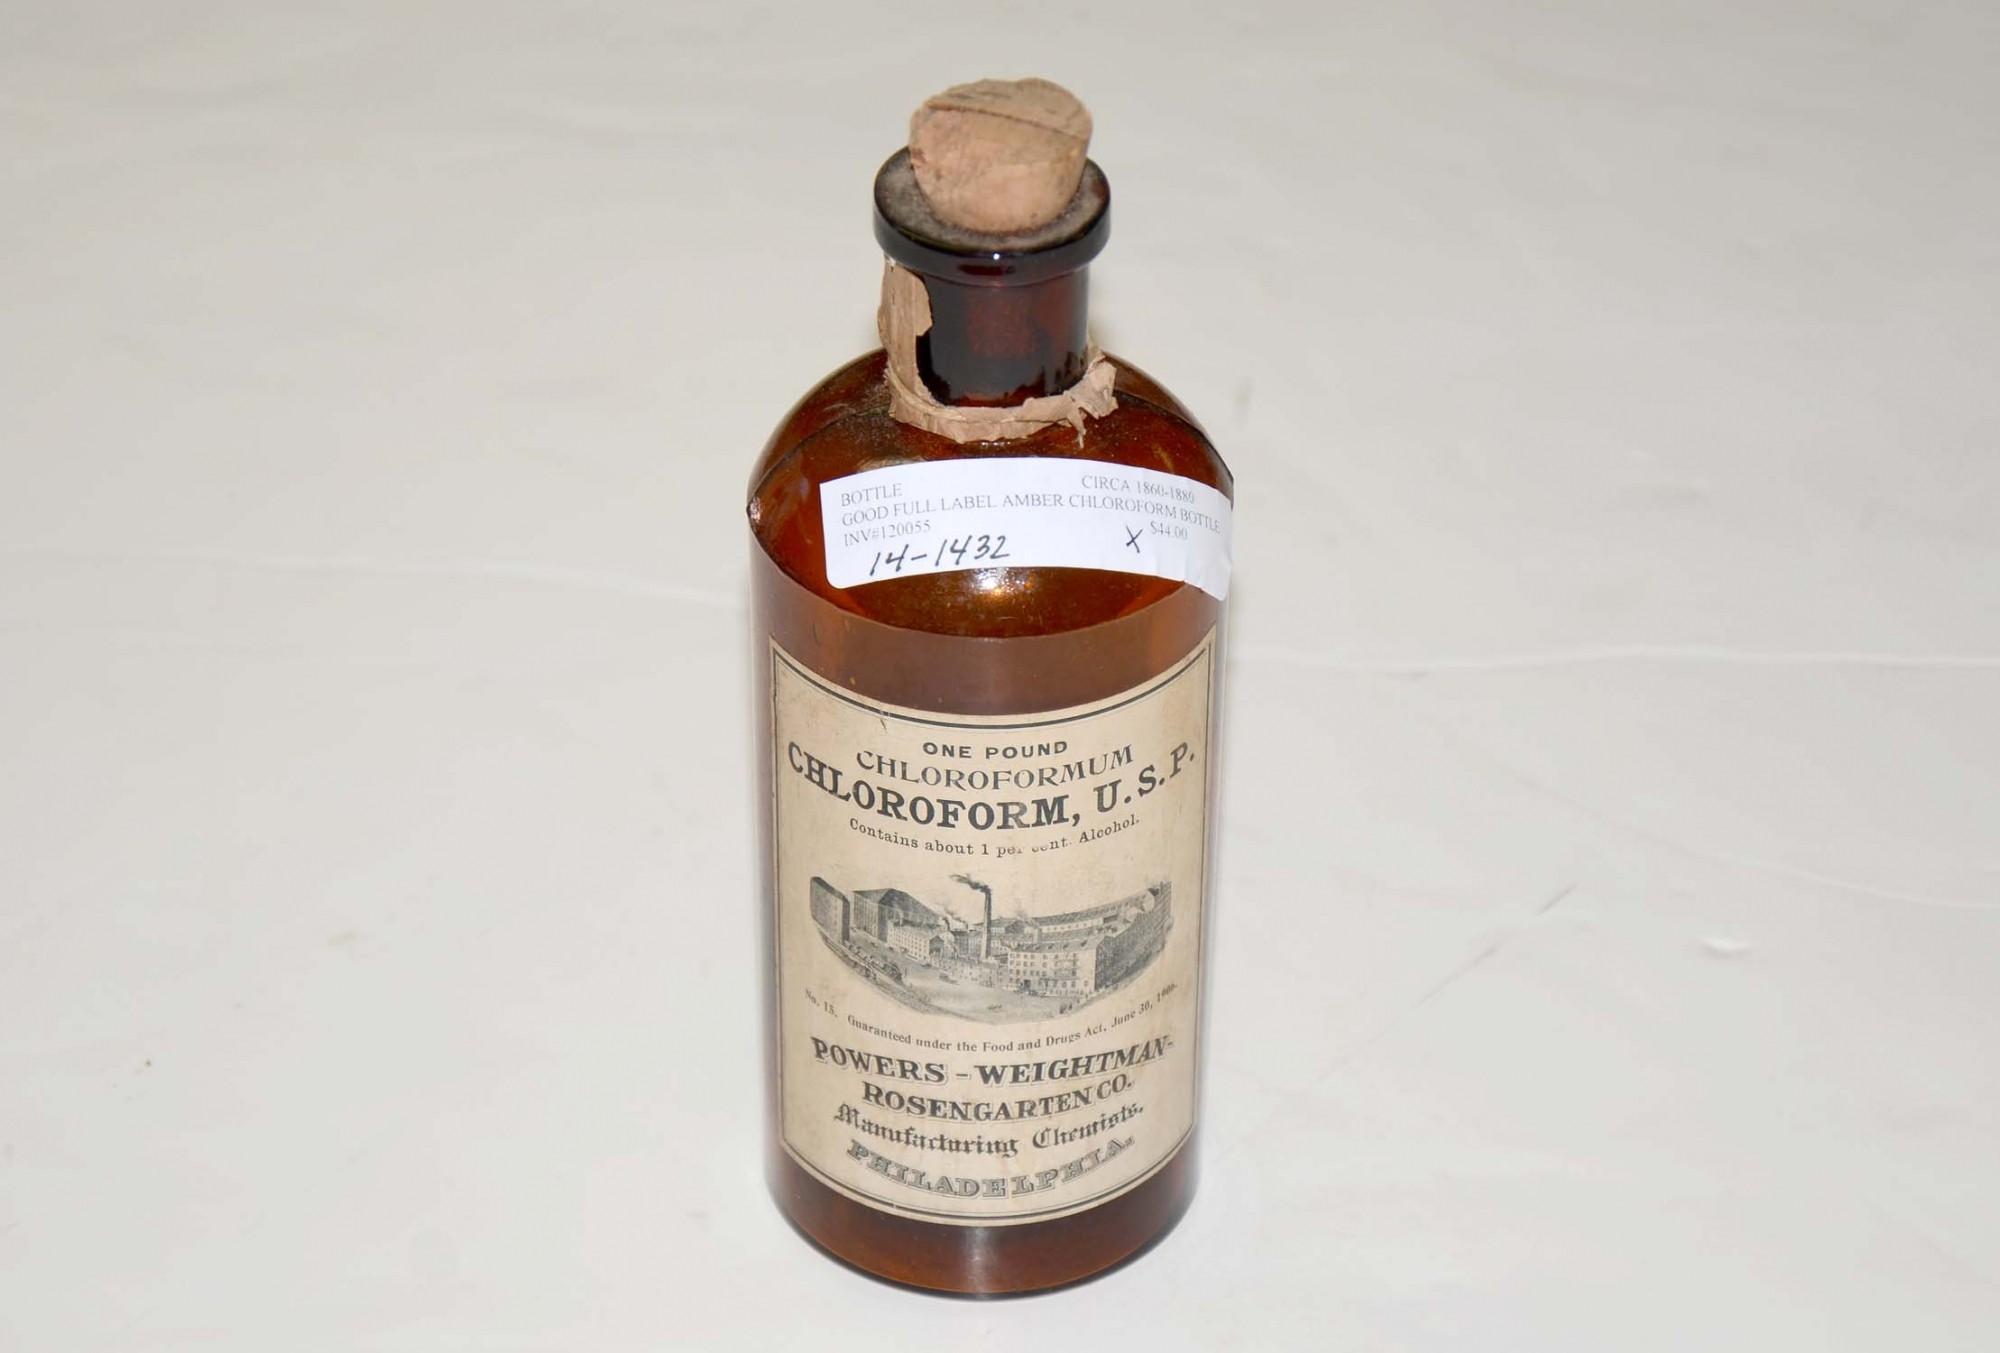 BOTTLE CIRCA 1860-1880
GOOD FULL LABEL AMBER CHLOROFORM BOTTLE
INV#120055 $44.00
14-1432 X
ONE POUND
CHLOROFORMUM
CHLOROFORM, U.S.P.
Contains about 1 per cent. Alcohol.
No. 15. Guaranteed under the Food and Drugs Act, June 30, 1906.
POWERS-WEIGHTMAN-
ROSENGARTEN CO.
Manufacturing Chemists.
PHILADELPHIA.